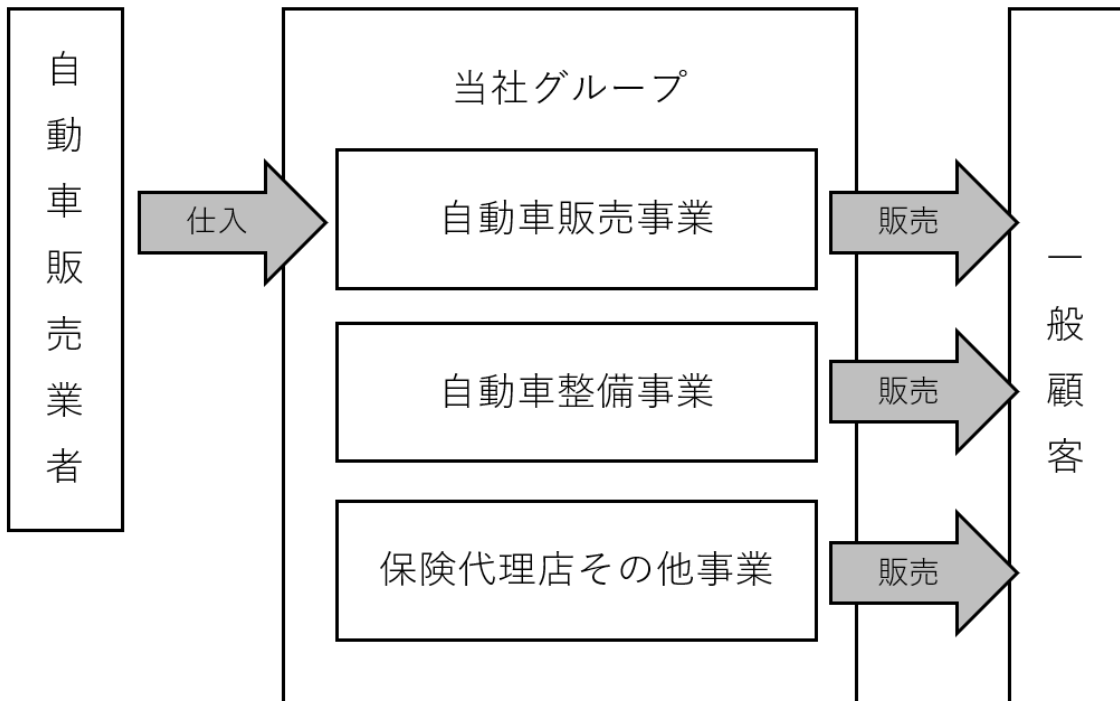 自動車販売業者
当社グループ
仕入
自動車販売事業
販売
自動車整備事業
販売
保険代理店その他事業
販売
一般顧客